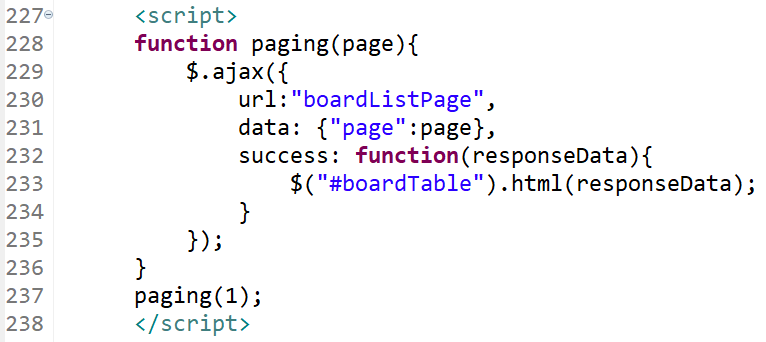 227 <script>
228 function paging(page){
229 $.ajax({
230 url:"boardListPage",
231 data: {"page":page},
232 success: function(responseData){
233 $("#boardTable").html(responseData);
234 }
235 });
236 }
237 paging(1);
238 </script>